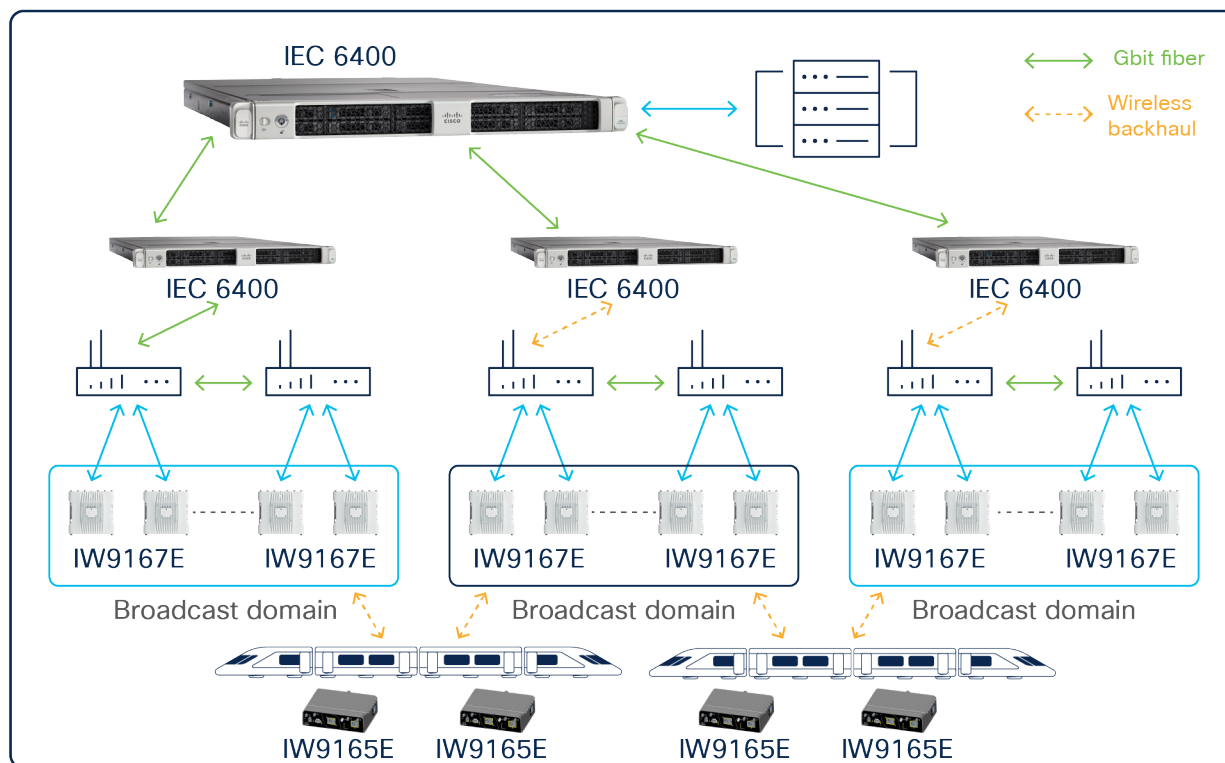 IEC 6400
Gbit fiber
Wireless
backhaul
cisco
IEC 6400
IEC 6400
IEC 6400
IW9167E
IW9167E
IW9167E
IW9167E
IW9167E
IW9167E
Broadcast domain
Broadcast domain
Broadcast domain
IW9165E
IW9165E
IW9165E
IW9165E